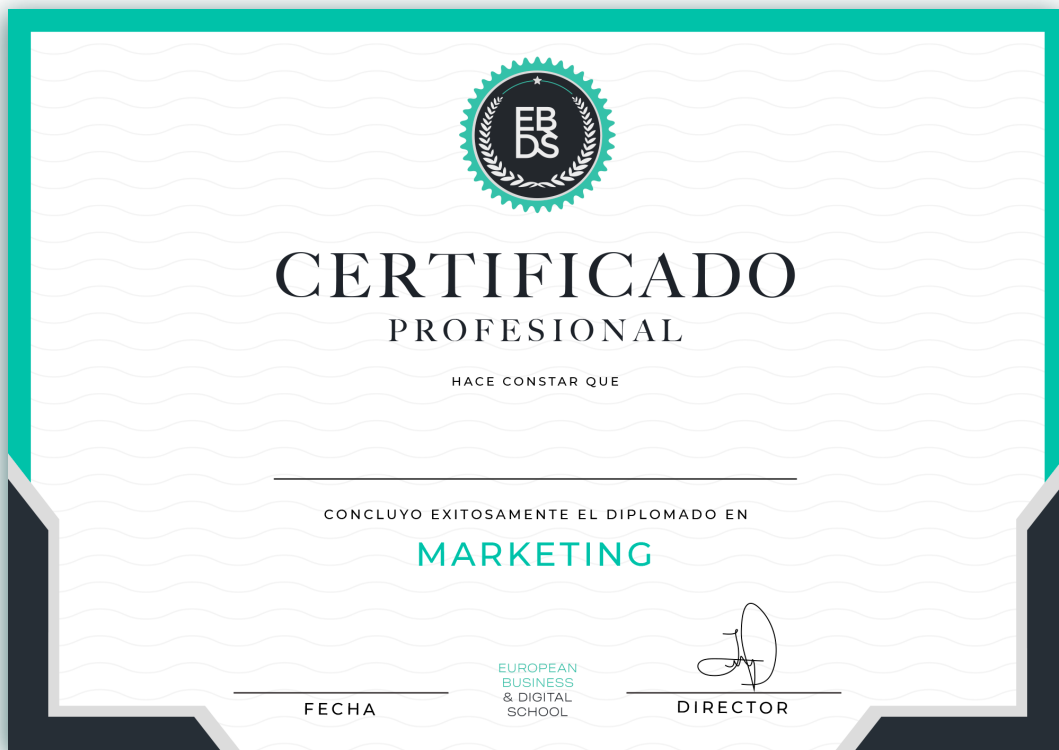 EB
DS
CERTIFICADO
PROFESIONAL
HACE CONSTAR QUE
CONCLUYO EXITOSAMENTE EL DIPLOMADO EN
MARKETING
FECHA
EUROPEAN
BUSINESS
& DIGITAL
SCHOOL
DIRECTOR